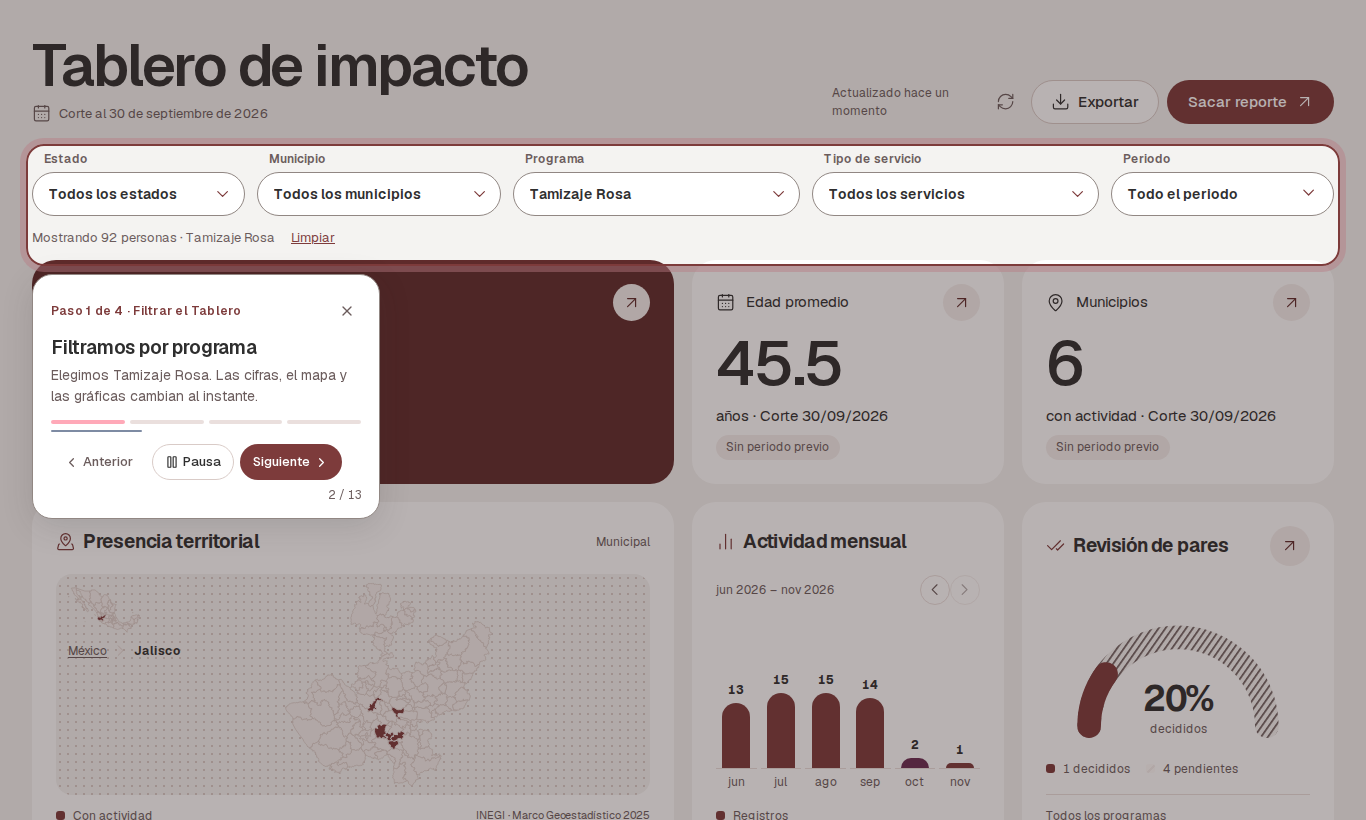 Tablero de impacto
Corte al 30 de septiembre de 2026
Actualizado hace un
momento
Exportar
Sacar reporte
Estado
Municipio
Programa
Tipo de servicio
Periodo
Todos los estados
Todos los municipios
Tamizaje Rosa
Todos los servicios
Todo el periodo
Mostrando 92 personas · Tamizaje Rosa
Limpiar
Paso 1 de 4 · Filtrar el Tablero
Filtramos por programa
Elegimos Tamizaje Rosa. Las cifras, el mapa y
las gráficas cambian al instante.
Anterior
Pausa
Siguiente
2 / 13
Edad promedio
45.5
años · Corte 30/09/2026
Sin periodo previo
Municipios
6
con actividad · Corte 30/09/2026
Sin periodo previo
Presencia territorial
Municipal
México
Jalisco
Con actividad
INEGI · Marco Geoestadístico 2025
Actividad mensual
jun 2026 – nov 2026
13
15
15
14
2
1
jun
jul
ago
sep
oct
nov
Registros
Revisión de pares
20%
decididos
1 decididos
4 pendientes
Todos los programas